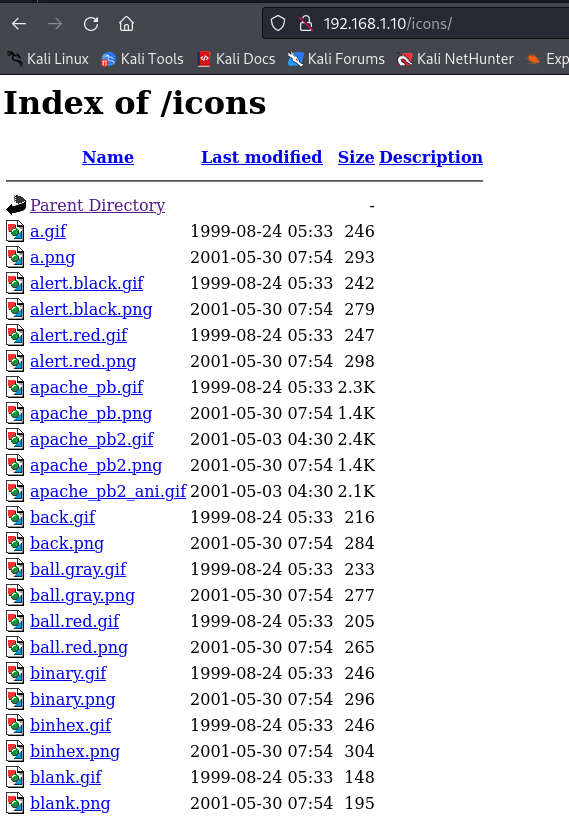 192.168.1.10/icons/
Kali Linux Kali Tools Kali Docs Kali Forums Kali NetHunter Exp
Index of /icons
Name Last modified Size Description
Parent Directory -
a.gif 1999-08-24 05:33 246
a.png 2001-05-30 07:54 293
alert.black.gif 1999-08-24 05:33 242
alert.black.png 2001-05-30 07:54 279
alert.red.gif 1999-08-24 05:33 247
alert.red.png 2001-05-30 07:54 298
apache_pb.gif 1999-08-24 05:33 2.3K
apache_pb.png 2001-05-30 07:54 1.4K
apache_pb2.gif 2001-05-03 04:30 2.4K
apache_pb2.png 2001-05-30 07:54 1.4K
apache_pb2_ani.gif 2001-05-03 04:30 2.1K
back.gif 1999-08-24 05:33 216
back.png 2001-05-30 07:54 284
ball.gray.gif 1999-08-24 05:33 233
ball.gray.png 2001-05-30 07:54 277
ball.red.gif 1999-08-24 05:33 205
ball.red.png 2001-05-30 07:54 265
binary.gif 1999-08-24 05:33 246
binary.png 2001-05-30 07:54 296
binhex.gif 1999-08-24 05:33 246
binhex.png 2001-05-30 07:54 304
blank.gif 1999-08-24 05:33 148
blank.png 2001-05-30 07:54 195